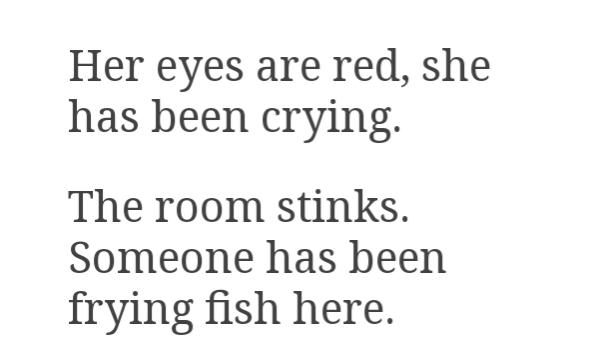 Her eyes are red, she
has been crying.
The room stinks.
Someone has been
frying fish here.